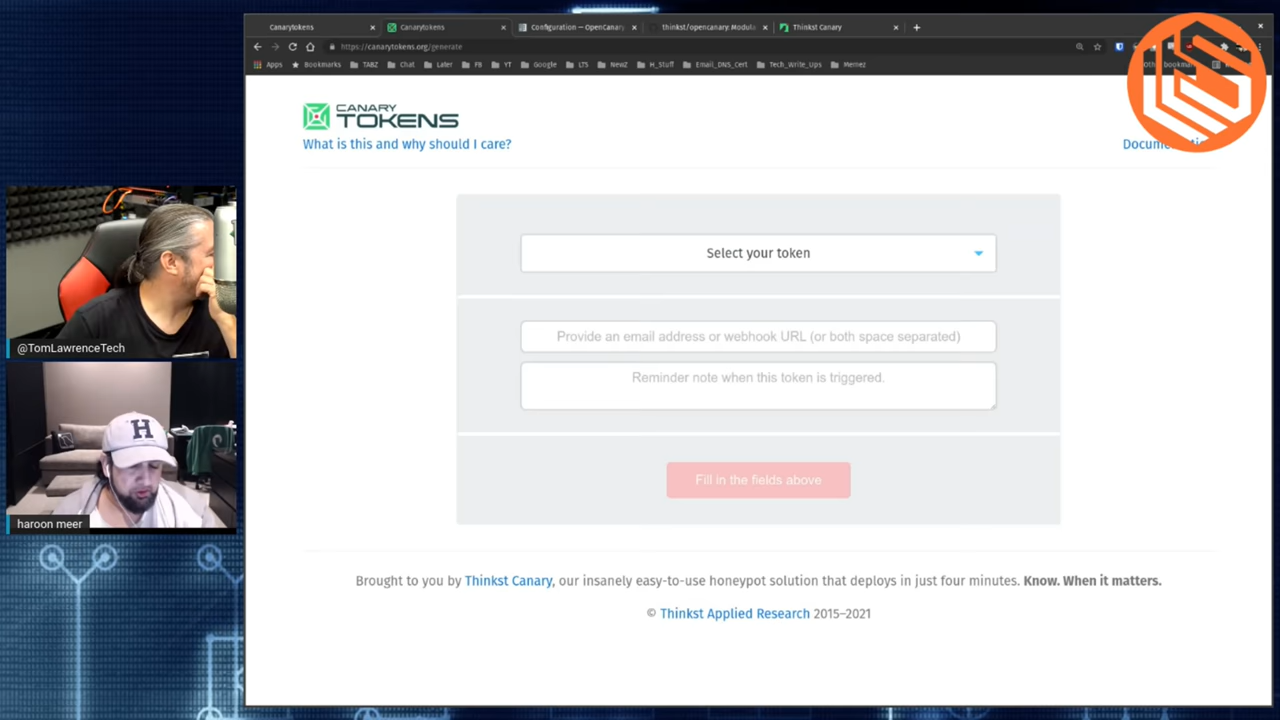 Canarytokens
Canarytokens
Configuration — OpenCanary
thinkst/opencanary: Modula
Thinkst Canary
https://canarytokens.org/generate
Apps
Bookmarks
TABZ
Chat
Later
FB
YT
Google
LTS
NewZ
H_Stuff
Email_DNS_Cert
Tech_Write_Ups
Memez
CANARY
TOKENS
What is this and why should I care?
Select your token
Provide an email address or webhook URL (or both space separated)
Reminder note when this token is triggered.
Fill in the fields above
Brought to you by Thinkst Canary, our insanely easy-to-use honeypot solution that deploys in just four minutes. Know. When it matters.
© Thinkst Applied Research 2015–2021
@TomLawrenceTech
H
haroon meer